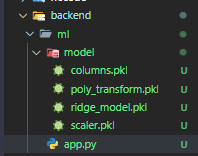 backend
ml
model
columns.pkl U
poly_transform.pkl U
ridge_model.pkl U
scaler.pkl U
app.py U